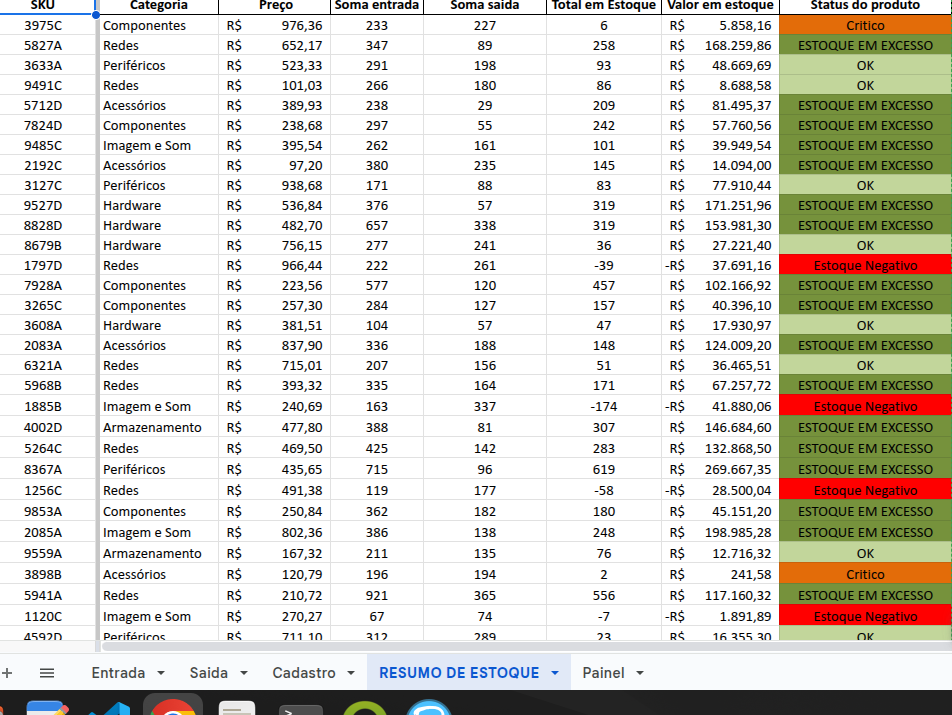 SKU Categoria Preço Soma entrada Soma saida Total em Estoque Valor em estoque Status do produto
3975C Componentes R$ 976,36 233 227 6 R$ 5.858,16 Critico
5827A Redes R$ 652,17 347 89 258 R$ 168.259,86 ESTOQUE EM EXCESSO
3633A Periféricos R$ 523,33 291 198 93 R$ 48.669,69 OK
9491C Redes R$ 101,03 266 180 86 R$ 8.688,58 OK
5712D Acessórios R$ 389,93 238 29 209 R$ 81.495,37 ESTOQUE EM EXCESSO
7824D Componentes R$ 238,68 297 55 242 R$ 57.760,56 ESTOQUE EM EXCESSO
9485C Imagem e Som R$ 395,54 262 161 101 R$ 39.949,54 ESTOQUE EM EXCESSO
2192C Acessórios R$ 97,20 380 235 145 R$ 14.094,00 ESTOQUE EM EXCESSO
3127C Periféricos R$ 938,68 171 88 83 R$ 77.910,44 OK
9527D Hardware R$ 536,84 376 57 319 R$ 171.251,96 ESTOQUE EM EXCESSO
8828D Hardware R$ 482,70 657 338 319 R$ 153.981,30 ESTOQUE EM EXCESSO
8679B Hardware R$ 756,15 277 241 36 R$ 27.221,40 OK
1797D Redes R$ 966,44 222 261 -39 -R$ 37.691,16 Estoque Negativo
7928A Componentes R$ 223,56 577 120 457 R$ 102.166,92 ESTOQUE EM EXCESSO
3265C Componentes R$ 257,30 284 127 157 R$ 40.396,10 ESTOQUE EM EXCESSO
3608A Hardware R$ 381,51 104 57 47 R$ 17.930,97 OK
2083A Acessórios R$ 837,90 336 188 148 R$ 124.009,20 ESTOQUE EM EXCESSO
6321A Redes R$ 715,01 207 156 51 R$ 36.465,51 OK
5968B Redes R$ 393,32 335 164 171 R$ 67.257,72 ESTOQUE EM EXCESSO
1885B Imagem e Som R$ 240,69 163 337 -174 -R$ 41.880,06 Estoque Negativo
4002D Armazenamento R$ 477,80 388 81 307 R$ 146.684,60 ESTOQUE EM EXCESSO
5264C Redes R$ 469,50 425 142 283 R$ 132.868,50 ESTOQUE EM EXCESSO
8367A Periféricos R$ 435,65 715 96 619 R$ 269.667,35 ESTOQUE EM EXCESSO
1256C Redes R$ 491,38 119 177 -58 -R$ 28.500,04 Estoque Negativo
9853A Componentes R$ 250,84 362 182 180 R$ 45.151,20 ESTOQUE EM EXCESSO
2085A Imagem e Som R$ 802,36 386 138 248 R$ 198.985,28 ESTOQUE EM EXCESSO
9559A Armazenamento R$ 167,32 211 135 76 R$ 12.716,32 OK
3898B Acessórios R$ 120,79 196 194 2 R$ 241,58 Critico
5941A Redes R$ 210,72 921 365 556 R$ 117.160,32 ESTOQUE EM EXCESSO
1120C Imagem e Som R$ 270,27 67 74 -7 -R$ 1.891,89 Estoque Negativo
4592D Periféricos R$ 711,10 312 289 23 R$ 16.355,30 OK
Entrada Saida Cadastro RESUMO DE ESTOQUE Painel